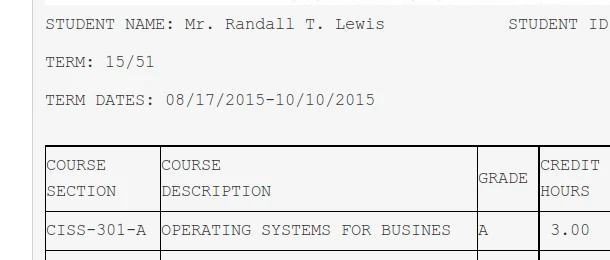 STUDENT NAME: Mr. Randall T. Lewis STUDENT ID
TERM: 15/51
TERM DATES: 08/17/2015-10/10/2015
COURSE SECTION COURSE DESCRIPTION GRADE CREDIT HOURS
CISS-301-A OPERATING SYSTEMS FOR BUSINES A 3.00